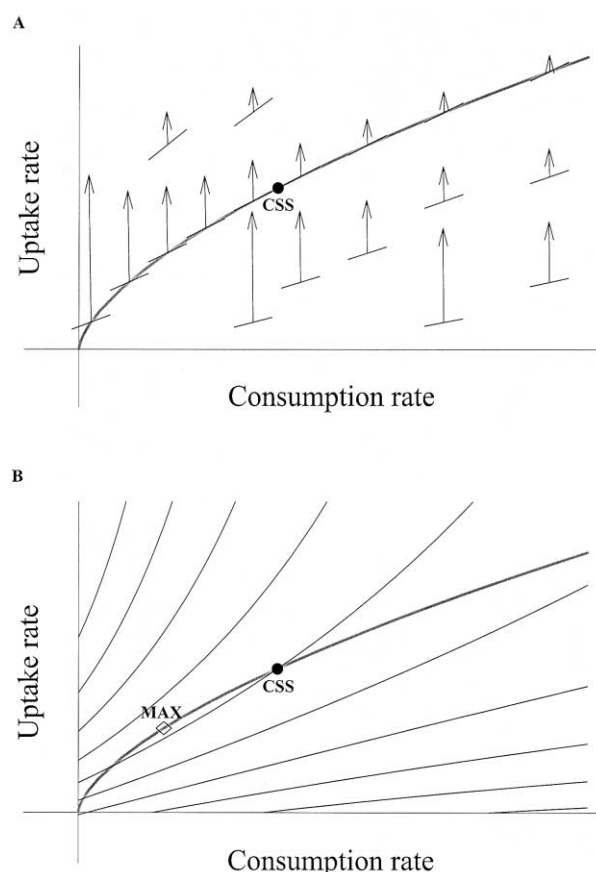 A
Uptake rate
CSS
Consumption rate
B
Uptake rate
MAX
CSS
Consumption rate